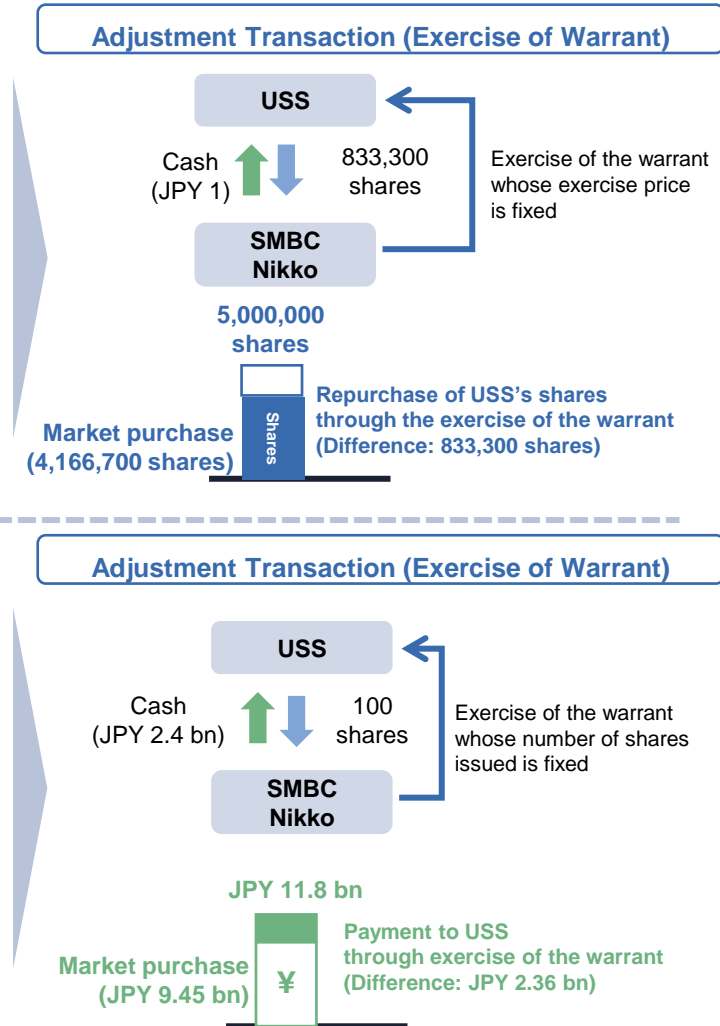 Adjustment Transaction (Exercise of Warrant)
USS
Cash
(JPY 1)
833,300
shares
Exercise of the warrant
whose exercise price
is fixed
SMBC
Nikko
5,000,000
shares
Shares
Market purchase
(4,166,700 shares)
Repurchase of USS's shares
through the exercise of the warrant
(Difference: 833,300 shares)
Adjustment Transaction (Exercise of Warrant)
USS
Cash
(JPY 2.4 bn)
100
shares
Exercise of the warrant
whose number of shares
issued is fixed
SMBC
Nikko
JPY 11.8 bn
Market purchase
(JPY 9.45 bn)
¥
Payment to USS
through exercise of the warrant
(Difference: JPY 2.36 bn)